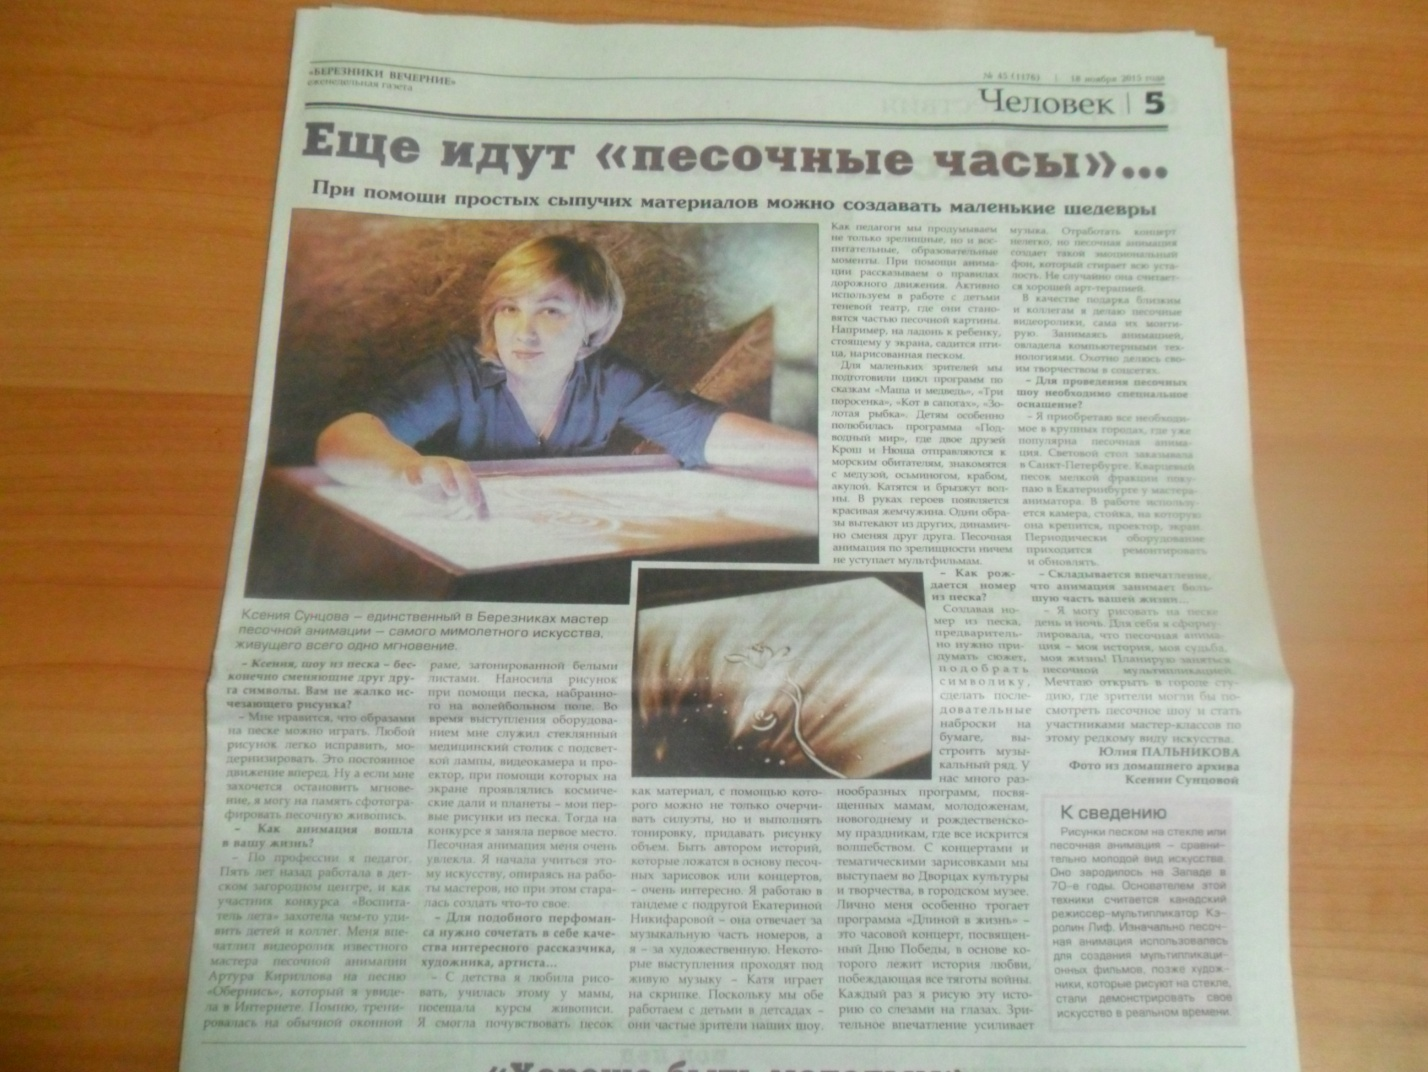 «БЕРЕЗНИКИ ВЕЧЕРНИЕ»
еженедельная газета
№ 45 (1176) | 18 ноября 2015 года
Человек | 5
Еще идут «песочные часы»...
При помощи простых сыпучих материалов можно создавать маленькие шедевры
Ксения Сунцова – единственный в Березниках мастер
песочной анимации – самого мимолетного искусства,
живущего всего одно мгновение.
– Ксения, шоу из песка – бес-
конечно сменяющие друг дру-
га символы. Вам не жалко ис-
чезающего рисунка?
– Мне нравится, что образами
на песке можно играть. Любой
рисунок легко исправить, мо-
дернизировать. Это постоянное
движение вперед. Ну а если мне
захочется остановить мгнове-
ние, я могу на память сфотогра-
фировать песочную живопись.
– Как анимация вошла
в вашу жизнь?
– По профессии я педагог.
Пять лет назад работала в дет-
ском загородном центре, и как
участник конкурса «Воспита-
тель лета» захотела чем-то уди-
вить детей и коллег. Меня впе-
чатлил видеоролик известного
мастера песочной анимации
Артура Кириллова на песню
«Обернись», который я увиде-
ла в Интернете. Помню, трени-
ровалась на обычной оконной
раме, затонированной белыми
листами. Наносила рисунок
при помощи песка, набранно-
го на волейбольном поле. Во
время выступления оборудова-
нием мне служил стеклянный
медицинский столик с подсвет-
кой лампы, видеокамера и про-
ектор, при помощи которых на
экране проявлялись космиче-
ские дали и планеты – мои пер-
вые рисунки из песка. Тогда на
конкурсе я заняла первое место.
Песочная анимация меня очень
увлекла. Я начала учиться это-
му искусству, опираясь на рабо-
ты мастеров, но при этом стара-
лась создать что-то свое.
– Для подобного перфоман-
са нужно сочетать в себе каче-
ства интересного рассказчика,
художника, артиста...
– С детства я любила рисо-
вать, училась этому у мамы,
посещала курсы живописи.
Я смогла почувствовать песок
как материал, с помощью кото-
рого можно не только очерчи-
вать силуэты, но и выполнять
тонировку, придавать рисунку
объем. Быть автором историй,
которые ложатся в основу песоч-
ных зарисовок или концертов,
– очень интересно. Я работаю в
тандеме с подругой Екатериной
Никифаровой – она отвечает за
музыкальную часть номеров, а
я – за художественную. Некото-
рые выступления проходят под
живую музыку – Катя играет
на скрипке. Поскольку мы обе
работаем с детьми в детсадах –
они частые зрители наших шоу.
Как педагоги мы продумываем
не только зрелищные, но и вос-
питательные, образовательные
моменты. При помощи анима-
ции рассказываем о правилах
дорожного движения. Активно
используем в работе с детьми
теневой театр, где они стано-
вятся частью песочной картины.
Например, на ладонь к ребенку,
стоящему у экрана, садится пти-
ца, нарисованная песком.
Для маленьких зрителей мы
подготовили цикл программ по
сказкам «Маша и медведь», «Три
поросенка», «Кот в сапогах», «Зо-
лотая рыбка». Детям особенно
полюбилась программа «Под-
водный мир», где двое друзей
Крош и Нюша отправляются к
морским обитателям, знакомятся
с медузой, осьминогом, крабом,
акулой. Катятся и брызжут вол-
ны. В руках героев появляется
красивая жемчужина. Одни обра-
зы вытекают из других, динамич-
но сменяя друг друга. Песочная
анимация по зрелищности ничем
не уступает мультфильмам.
– Как рож-
дается номер
из песка?
Создавая но-
мер из песка,
предваритель-
но нужно при-
думать сюжет,
подобрать
символику,
сделать после-
довательные
наброски на
бумаге, вы-
строить музы-
кальный ряд. У
нас много раз-
нообразных программ, посвя-
щенных мамам, молодоженам,
новогоднему и рождественско-
му праздникам, где все искрится
волшебством. С концертами и
тематическими зарисовками мы
выступаем во Дворцах культуры
и творчества, в городском музее.
Лично меня особенно трогает
программа «Длиной в жизнь» –
это часовой концерт, посвящен-
ный Дню Победы, в основе ко-
торого лежит история любви,
побеждающая все тяготы войны.
Каждый раз я рисую эту исто-
рию со слезами на глазах. Зри-
тельное впечатление усиливает
музыка. Отработать концерт
нелегко, но песочная анимация
создает такой эмоциональный
фон, который стирает всю уста-
лость. Не случайно она считает-
ся хорошей арт-терапией.
В качестве подарка близким
и коллегам я делаю песочные
видеоролики, сама их монти-
рую. Занимаясь анимацией,
овладела компьютерными тех-
нологиями. Охотно делюсь сво-
им творчеством в соцсетях.
– Для проведения песочных
шоу необходимо специальное
оснащение?
– Я приобретаю все необходи-
мое в крупных городах, где уже
популярна песочная анима-
ция. Световой стол заказывала
в Санкт-Петербурге. Кварцевый
песок мелкой фракции поку-
паю в Екатеринбурге у мастера-
аниматора. В работе использу-
ется камера, стойка, на которую
она крепится, проектор, экран.
Периодически оборудование
приходится ремонтировать
и обновлять.
– Складывается впечатление,
что анимация занимает боль-
шую часть вашей жизни...
– Я могу рисовать на песке
день и ночь. Для себя я сформу-
лировала, что песочная анима-
ция – моя история, моя судьба,
моя жизнь! Планирую заняться
песочной мультипликацией.
Мечтаю открыть в городе сту-
дию, где зрители могли бы по-
смотреть песочное шоу и стать
участниками мастер-классов по
этому редкому виду искусства.
Юлия ПАЛЬНИКОВА
Фото из домашнего архива
Ксении Сунцовой
К сведению
Рисунки песком на стекле или
песочная анимация – сравни-
тельно молодой вид искусства.
Оно зародилось на Западе в
70-е годы. Основателем этой
техники считается канадский
режиссер-мультипликатор Кэ-
ролин Лиф. Изначально песоч-
ная анимация использовалась
для создания мультипликаци-
онных фильмов, позже худож-
ники, которые рисуют на стекле,
стали демонстрировать свое
искусство в реальном времени.